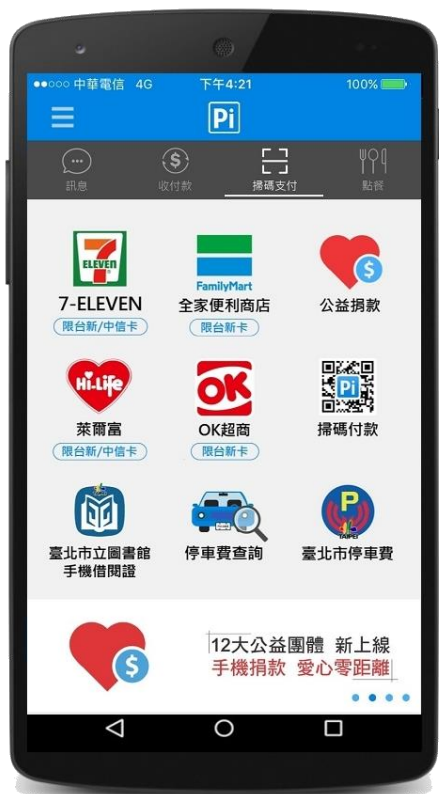 中華電信 4G 下午4:21 100%
Pi
訊息 收付款 掃碼支付 點餐
7 ELEVEN FamilyMart
7-ELEVEN 全家便利商店 公益捐款
限台新/中信卡 限台新卡
Hi-Life OK Pi
萊爾富 OK超商 掃碼付款
限台新/中信卡 限台新卡
P
TAIPEI
臺北市立圖書館 停車費查詢 臺北市停車費
手機借閱證
12大公益團體 新上線
手機捐款 愛心零距離